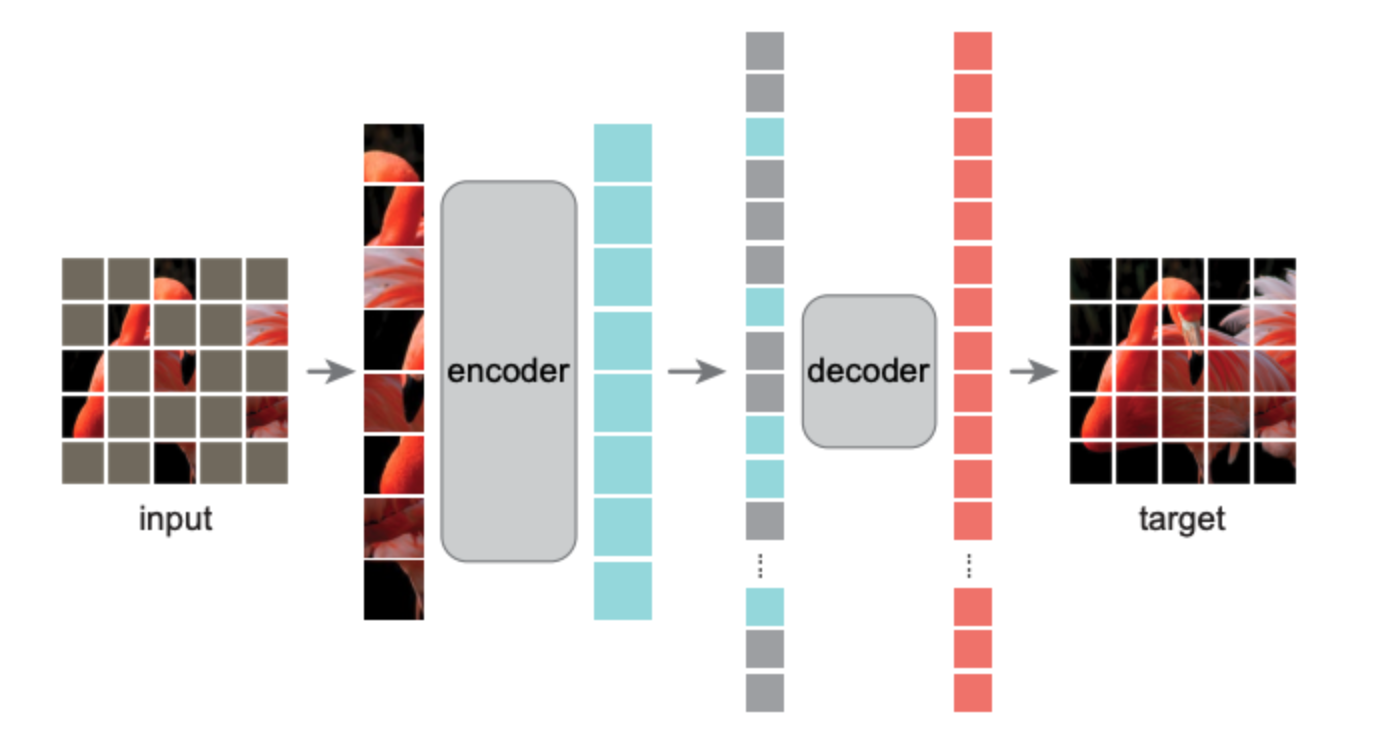 input
encoder
decoder
target